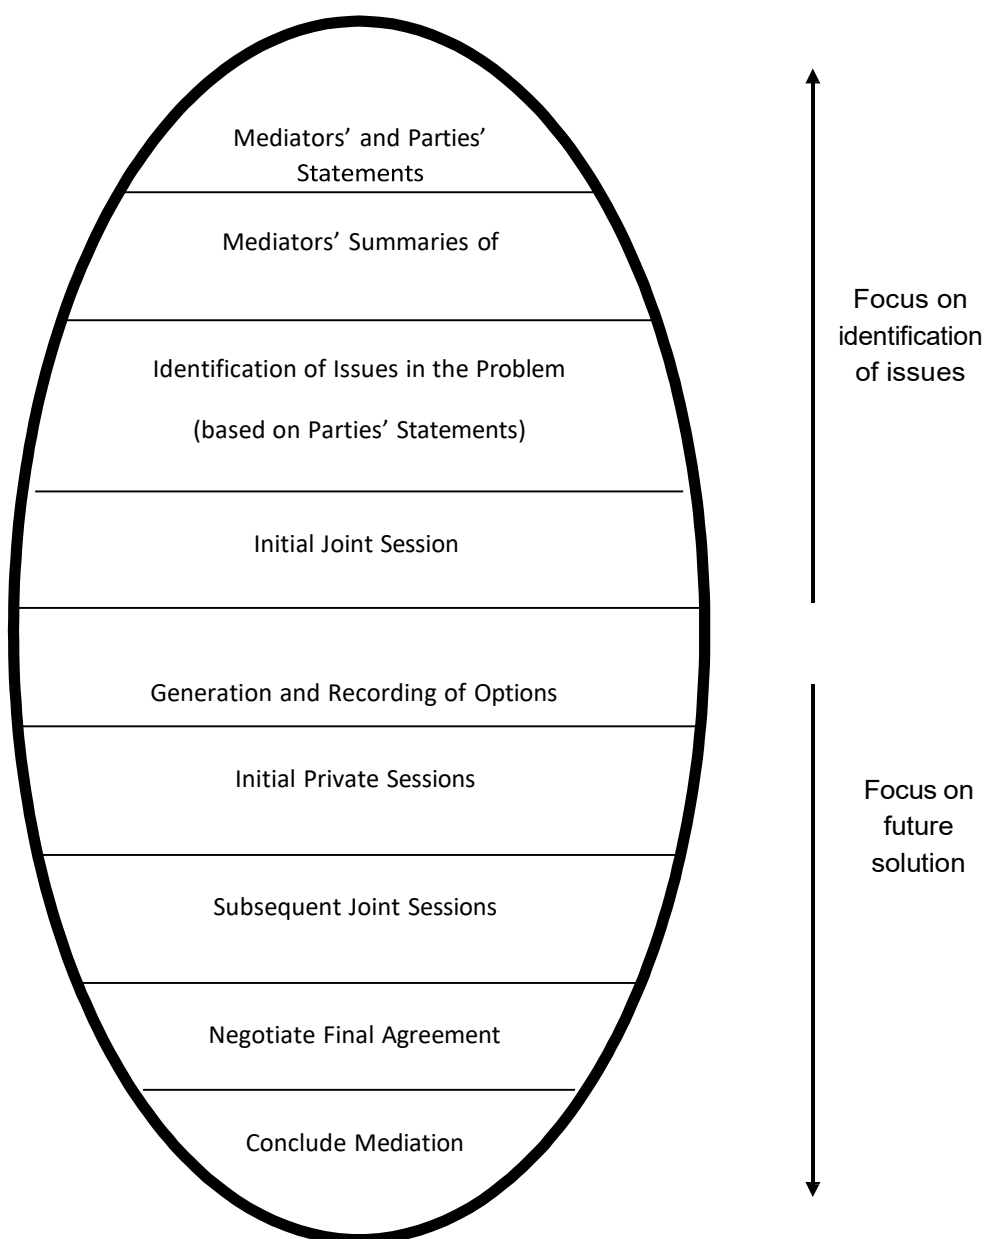 Mediators’ and Parties’
Statements
Mediators’ Summaries of
Identification of Issues in the Problem
(based on Parties’ Statements)
Initial Joint Session
Generation and Recording of Options
Initial Private Sessions
Subsequent Joint Sessions
Negotiate Final Agreement
Conclude Mediation
Focus on
identification
of issues
Focus on
future
solution